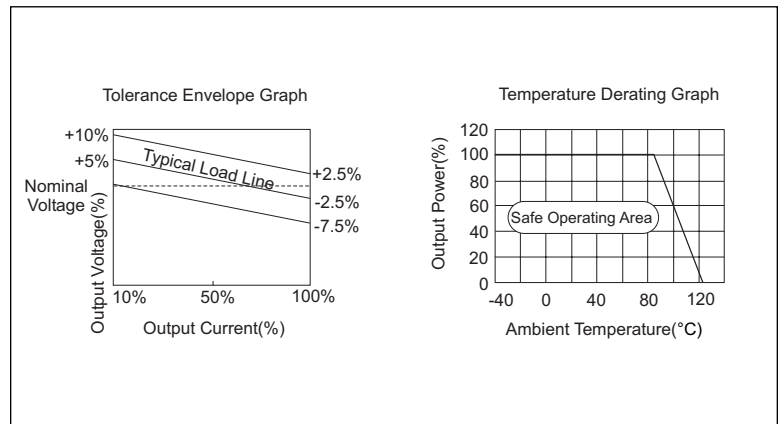 Tolerance Envelope Graph
+10%
+5%
Nominal
Voltage
Output Voltage(%)
Typical Load Line
+2.5%
-2.5%
-7.5%
10%
50%
100%
Output Current(%)
Temperature Derating Graph
Output Power(%)
120
100
80
60
40
20
0
Safe Operating Area
-40
0
40
80
120
Ambient Temperature(°C)